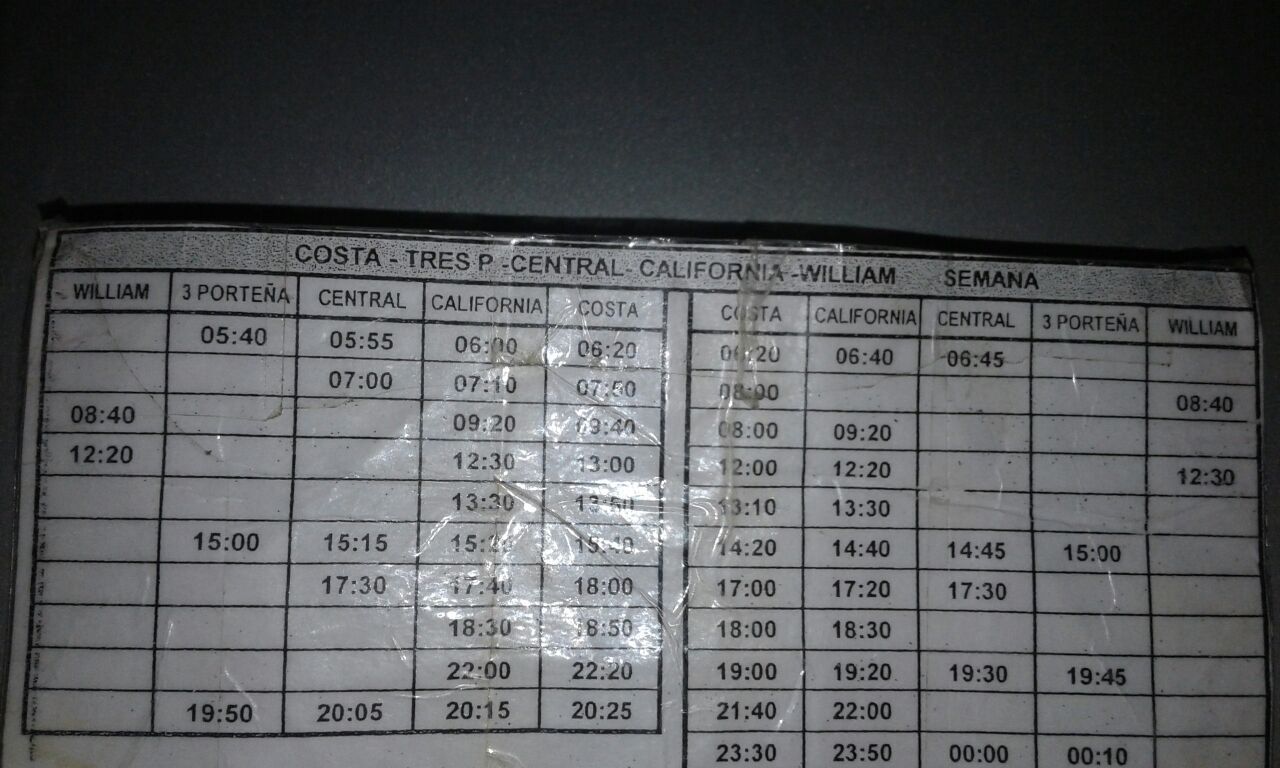 COSTA - TRES P -CENTRAL- CALIFORNIA -WILLIAM SEMANA
WILLIAM 3 PORTEÑA CENTRAL CALIFORNIA COSTA COSTA CALIFORNIA CENTRAL 3 PORTEÑA WILLIAM
05:40 05:55 06:00 06:20 06:20 06:40 06:45
07:00 07:10 07:50 08:00 08:40
08:40 09:20 09:40 08:00 09:20
12:20 12:30 13:00 12:00 12:20 12:30
13:30 13:50 13:10 13:30
15:00 15:15 15:40 14:20 14:40 14:45 15:00
17:30 17:40 18:00 17:00 17:20 17:30
18:30 18:50 18:00 18:30
22:00 22:20 19:00 19:20 19:30 19:45
19:50 20:05 20:15 20:25 21:40 22:00
23:30 23:50 00:00 00:10